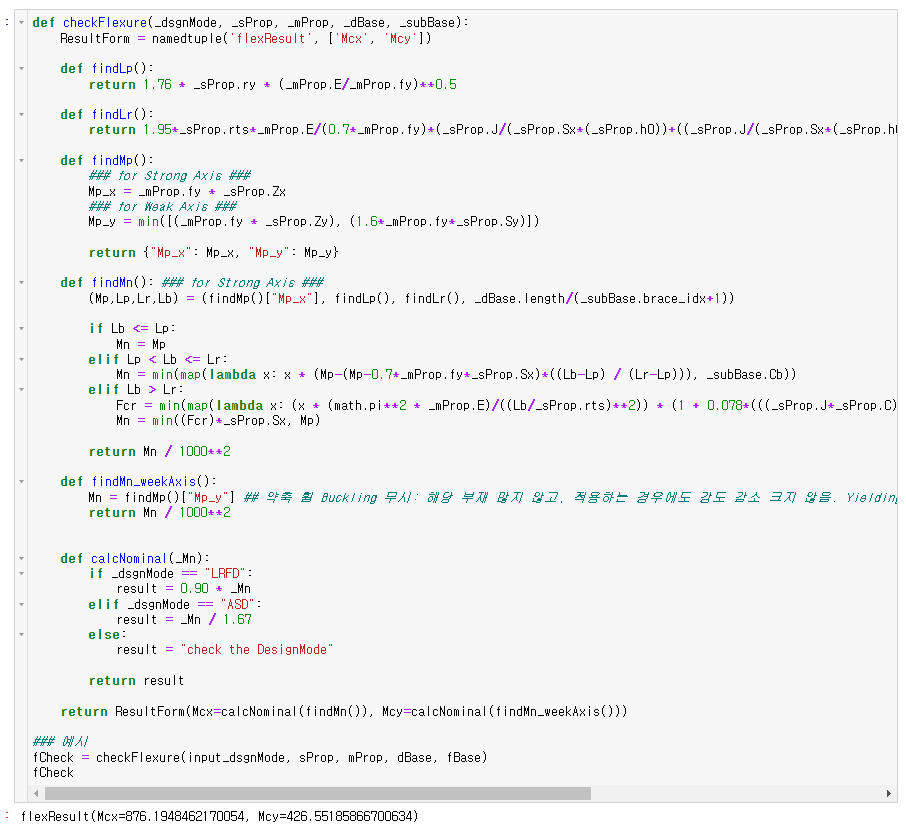 def checkFlexure(_dsgnMode, _sProp, _mProp, _dBase, _subBase):
    ResultForm = namedtuple('flexResult', ['Mcx', 'Mcy'])

    def findLp():
        return 1.76 * _sProp.ry * (_mProp.E/_mProp.fy)**0.5

    def findLr():
        return 1.95*_sProp.rts*_mProp.E/(0.7*_mProp.fy)*(_sProp.J/(_sProp.Sx*(_sProp.h0))+((_sProp.J/(_sProp.Sx*(_sProp.h

    def findMp():
        ### for Strong Axis ###
        Mp_x = _mProp.fy * _sProp.Zx
        ### for Weak Axis ###
        Mp_y = min([(_mProp.fy * _sProp.Zy), (1.6*_mProp.fy*_sProp.Sy)])

        return {"Mp_x": Mp_x, "Mp_y": Mp_y}

    def findMn(): ### for Strong Axis ###
        (Mp,Lp,Lr,Lb) = (findMp()["Mp_x"], findLp(), findLr(), _dBase.length/(_subBase.brace_idx+1))

        if Lb <= Lp:
            Mn = Mp
        elif Lp < Lb <= Lr:
            Mn = min(map(lambda x: x * (Mp-(Mp-0.7*_mProp.fy*_sProp.Sx)*((Lb-Lp) / (Lr-Lp))), _subBase.Cb))
        elif Lb > Lr:
            Fcr = min(map(lambda x: (x * (math.pi**2 * _mProp.E)/((Lb/_sProp.rts)**2)) * (1 + 0.078*(((_sProp.J*_sProp.C)
            Mn = min((Fcr)*_sProp.Sx, Mp)

        return Mn / 1000**2

    def findMn_weekAxis():
        Mn = findMp()["Mp_y"] ## 약축 휨 Buckling 무시: 해당 부재 많지 않고, 적용하는 경우에도 강도 감소 크지 않음. Yielding
        return Mn / 1000**2

    def calcNominal(_Mn):
        if _dsgnMode == "LRFD":
            result = 0.90 * _Mn
        elif _dsgnMode == "ASD":
            result = _Mn / 1.67
        else:
            result = "check the DesignMode"

        return result

    return ResultForm(Mcx=calcNominal(findMn()), Mcy=calcNominal(findMn_weekAxis()))

### 예시
fCheck = checkFlexure(input_dsgnMode, sProp, mProp, dBase, fBase)
fCheck
flexResult(Mcx=876.1948462170054, Mcy=426.55185866700634)